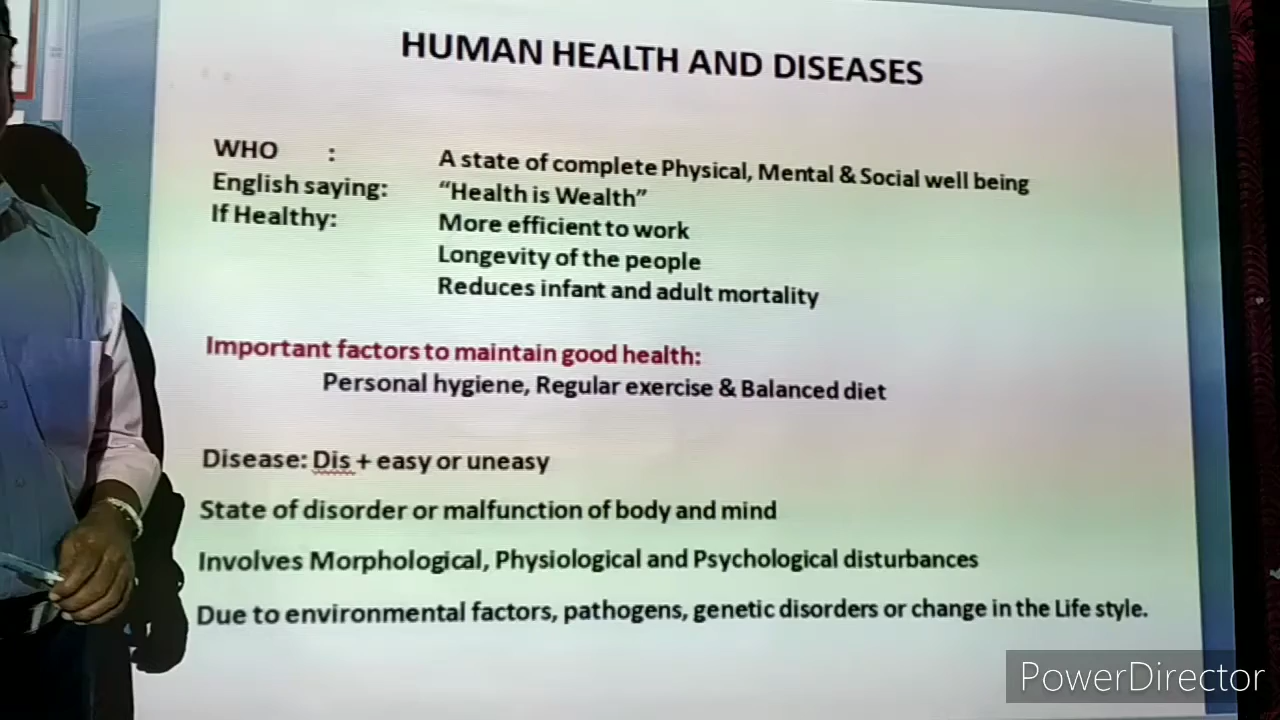 HUMAN HEALTH AND DISEASES
WHO : A state of complete Physical, Mental & Social well being
English saying: "Health is Wealth"
If Healthy: More efficient to work
Longevity of the people
Reduces infant and adult mortality
Important factors to maintain good health:
Personal hygiene, Regular exercise & Balanced diet
Disease: Dis + easy or uneasy
State of disorder or malfunction of body and mind
Involves Morphological, Physiological and Psychological disturbances
Due to environmental factors, pathogens, genetic disorders or change in the Life style.
PowerDirector